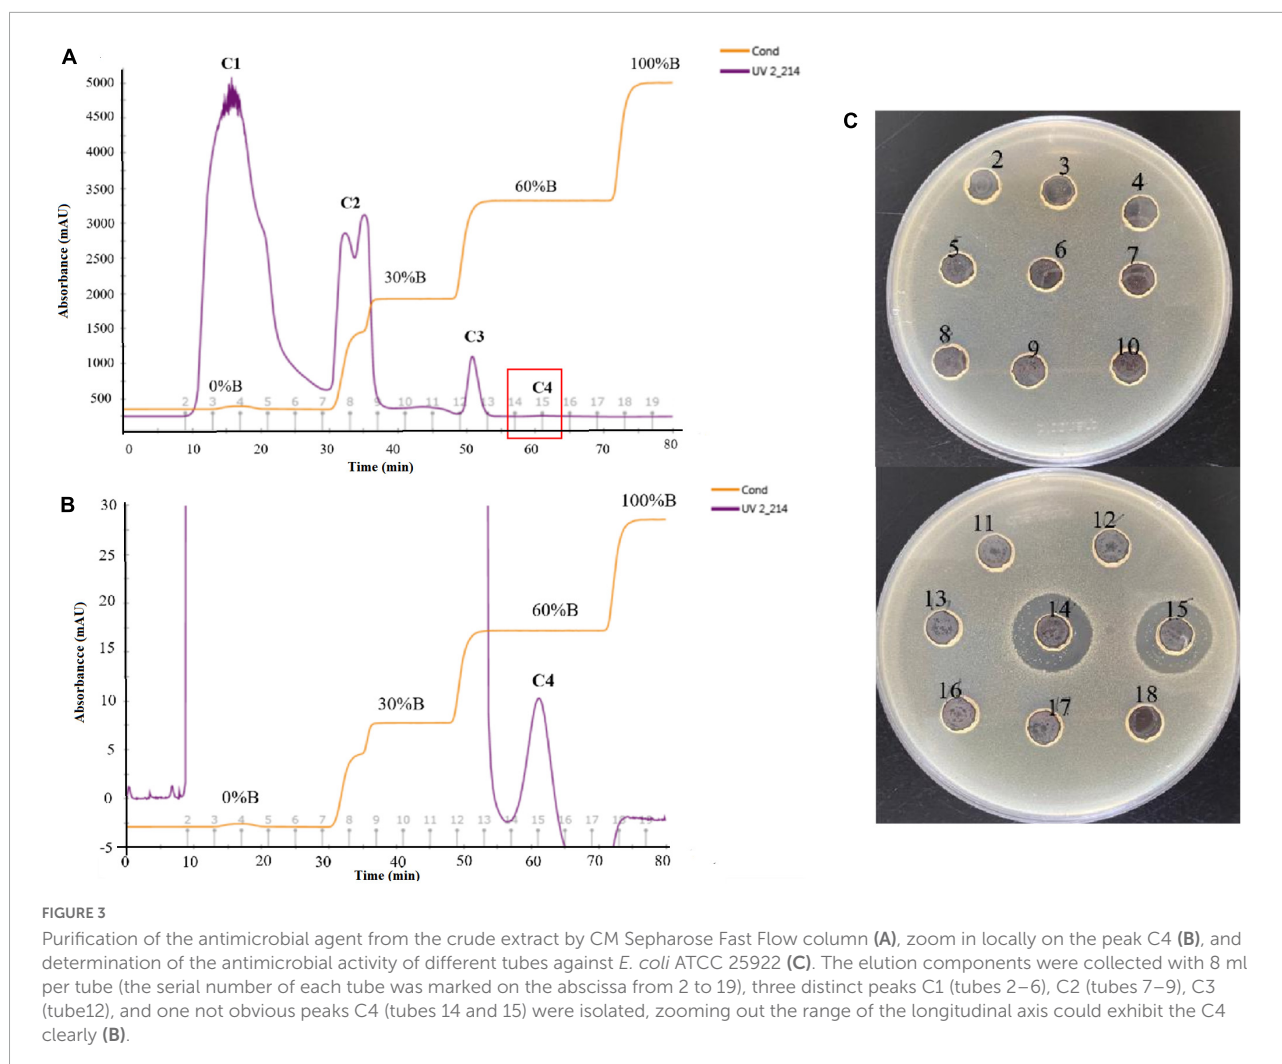 A
C1
Cond
UV 2_214
100%B
5000
4500
4000
3500
3000
2500
2000
1500
1000
500
Absorbance (mAU)
C2
60%B
30%B
C3
0%B
C4
2 3 4 5 6 7 8 9 10 11 12 13 14 15 16 17 18 19
0 10 20 30 40 50 60 70 80
Time (min)
B
Cond
UV 2_214
100%B
30
25
20
15
10
5
0
-5
Absorbancce (mAU)
60%B
C4
30%B
0%B
2 3 4 5 6 7 8 9 10 11 12 13 14 15 16 17 18 19
0 10 20 30 40 50 60 70 80
Time (min)
C
2 3 4
5 6 7
8 9 10
11 12
13 14 15
16 17 18
FIGURE 3
Purification of the antimicrobial agent from the crude extract by CM Sepharose Fast Flow column (A), zoom in locally on the peak C4 (B), and
determination of the antimicrobial activity of different tubes against E. coli ATCC 25922 (C). The elution components were collected with 8 ml
per tube (the serial number of each tube was marked on the abscissa from 2 to 19), three distinct peaks C1 (tubes 2–6), C2 (tubes 7–9), C3
(tube12), and one not obvious peaks C4 (tubes 14 and 15) were isolated, zooming out the range of the longitudinal axis could exhibit the C4
clearly (B).